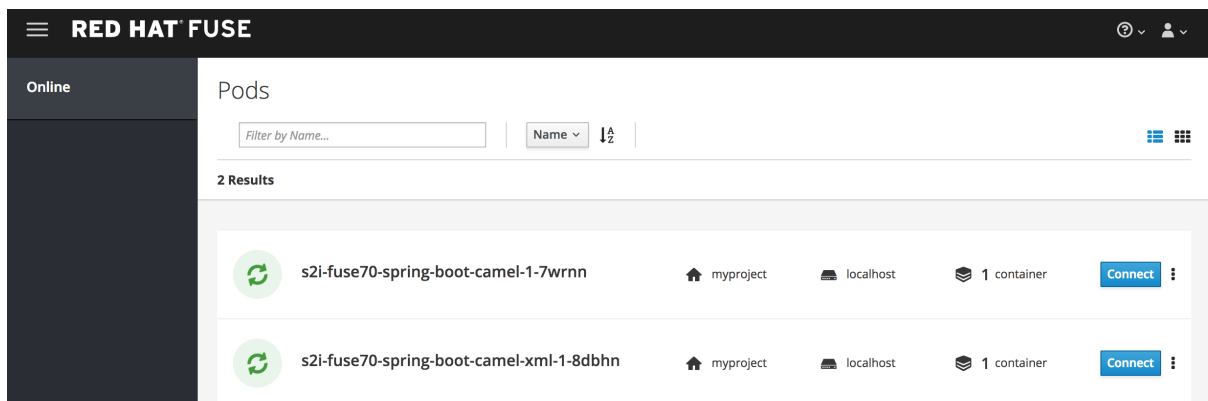 RED HAT® FUSE
Online
Pods
Filter by Name...
Name
A
Z
2 Results
s2i-fuse70-spring-boot-camel-1-7wrnn
myproject
localhost
1 container
Connect
s2i-fuse70-spring-boot-camel-xml-1-8dbhn
myproject
localhost
1 container
Connect